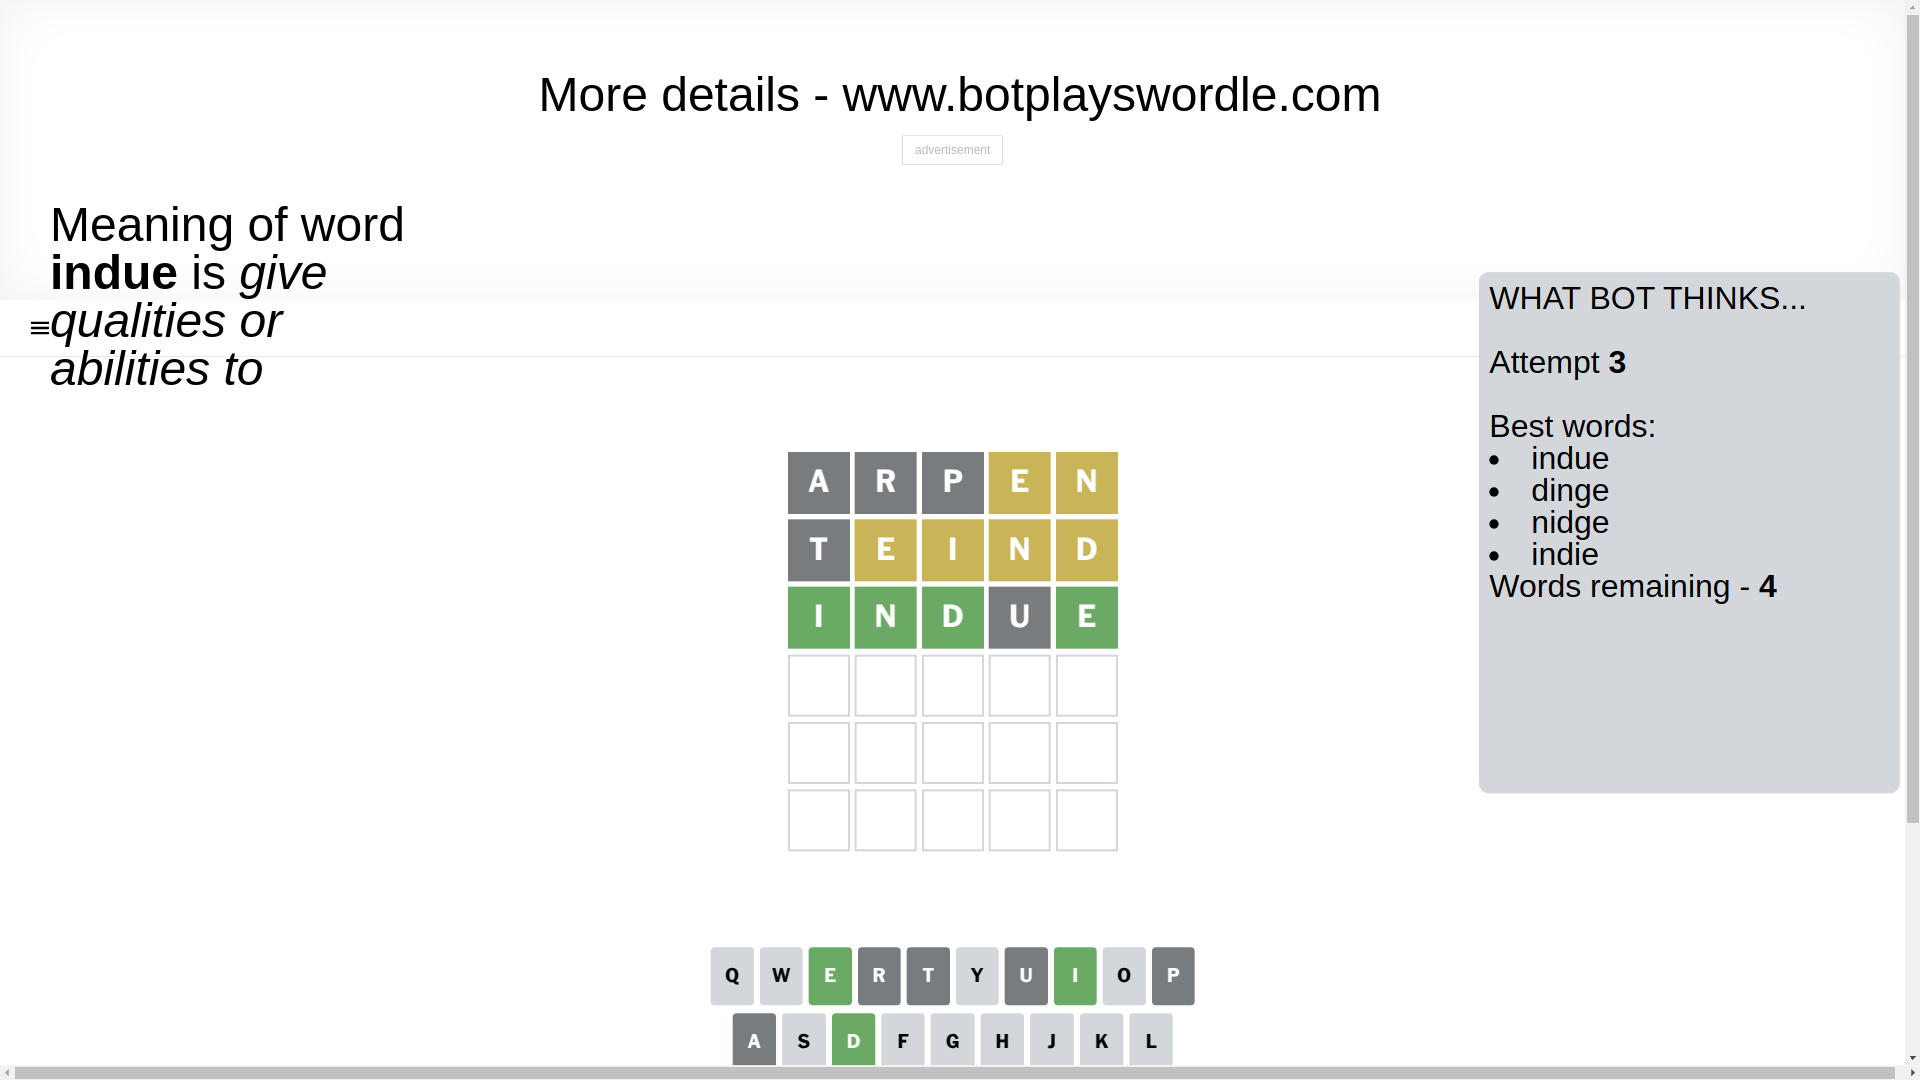 More details - www.botplayswordle.com
advertisement
Meaning of word
indue is give
qualities or
abilities to
WHAT BOT THINKS...
Attempt 3
Best words:
• indue
• dinge
• nidge
• indie
Words remaining - 4
A R P E N
T E I N D
I N D U E
Q W E R T Y U I O P
A S D F G H J K L